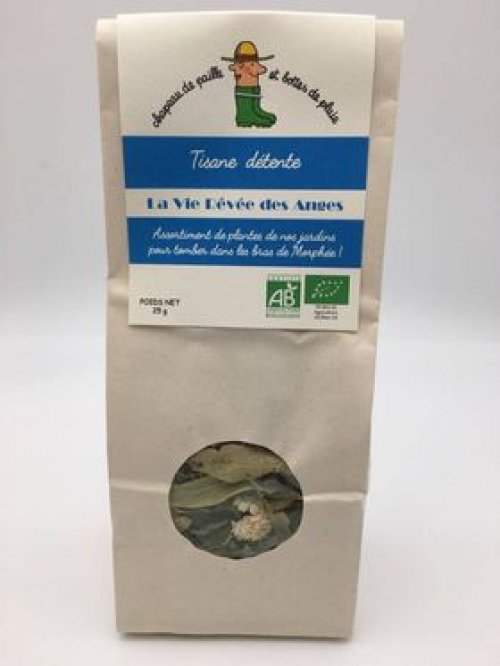 chapeau de paille et bottes de pluie
Tisane détente
La Vie Rêvée des Anges
Assortiment de plantes de nos jardins
pour tomber dans les bras de Morphée !
POIDS NET
25 g
AB